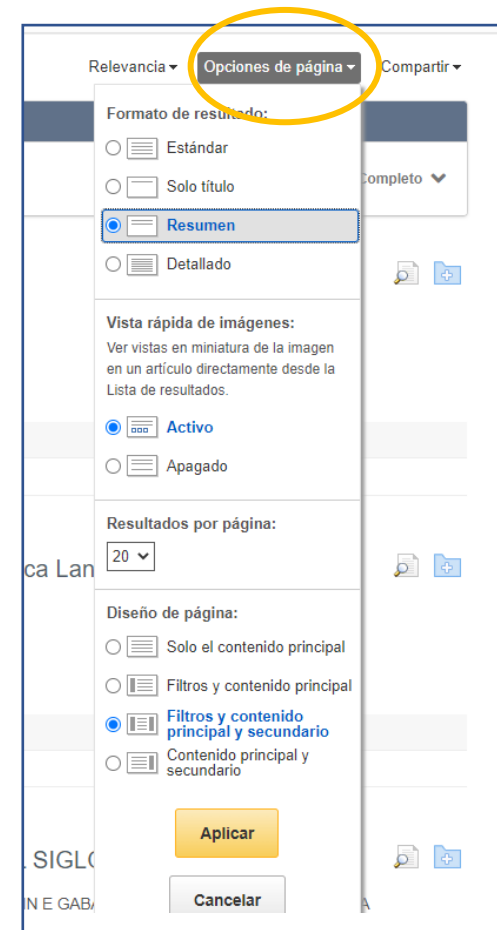 Relevancia Opciones de página Compartir
Formato de resultado:
Estándar
Solo título
Completo
Resumen
Detallado
Vista rápida de imágenes:
Ver vistas en miniatura de la imagen
en un artículo directamente desde la
Lista de resultados.
Activo
Apagado
Resultados por página:
20
ca Lan
Diseño de página:
Solo el contenido principal
Filtros y contenido principal
Filtros y contenido
principal y secundario
Contenido principal y
secundario
Aplicar
. SIGLO
Cancelar
IN E GABA
A